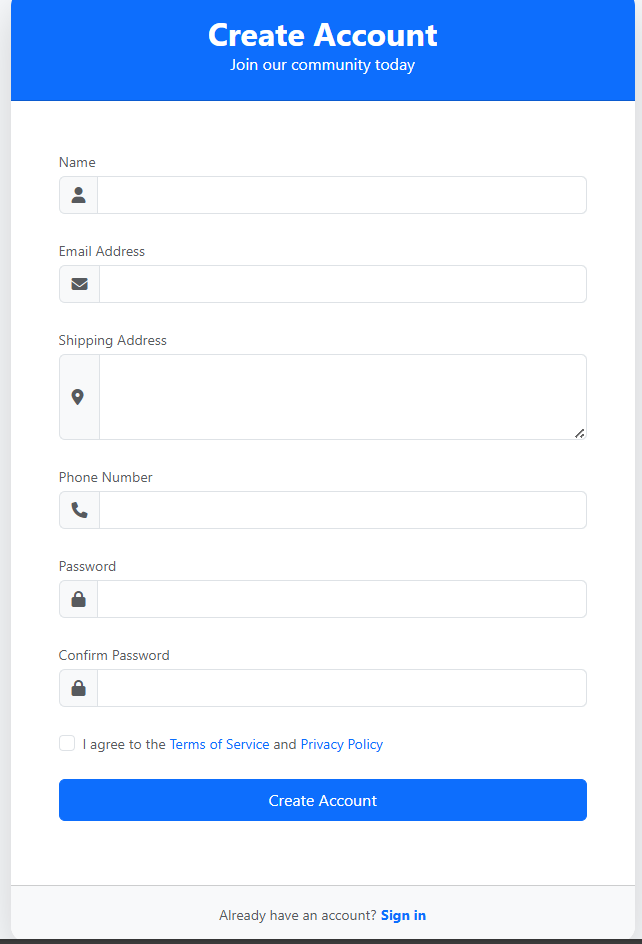 Create Account
Join our community today
Name
Email Address
Shipping Address
Phone Number
Password
Confirm Password
I agree to the Terms of Service and Privacy Policy
Create Account
Already have an account? Sign in